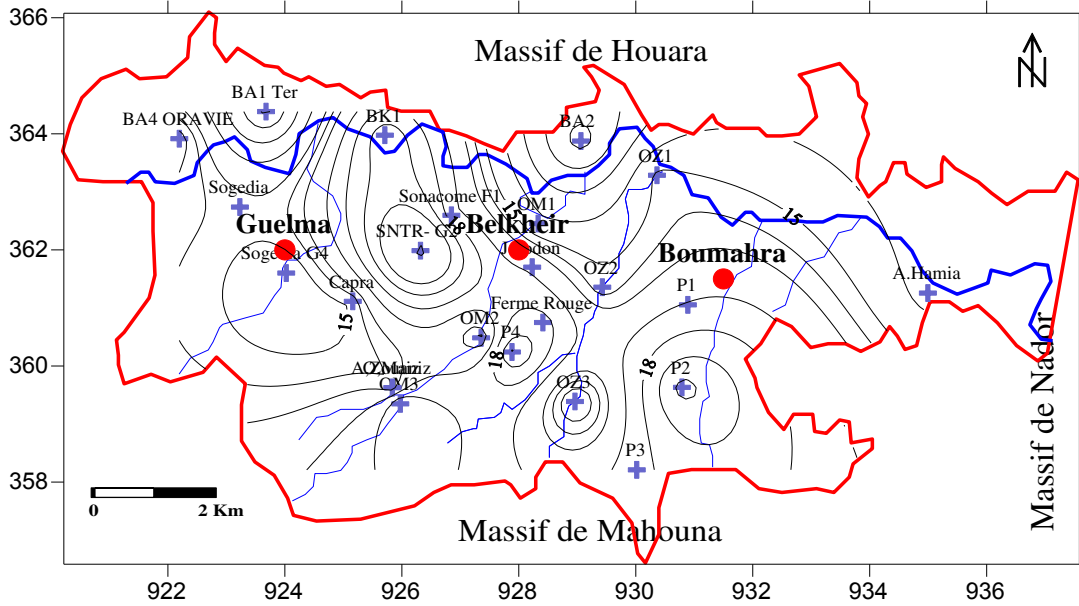 366
Massif de Houara
N
BA1 Ter
BA4 ORAVIE
BK1
BA2
364
OZ1
Sogedia
Sonacome F1
OM1
15
15
Guelma
SNTR- G2
Belkheir
362
Boumahra
Sogedia G4
OZ2
A.Hamia
Capra
P1
Ferme Rouge
15
OM2
P4
18
18
360
P2
OZ3
P3
358
0
2 Km
Massif de Mahouna
Massif de Nador
922
924
926
928
930
932
934
936